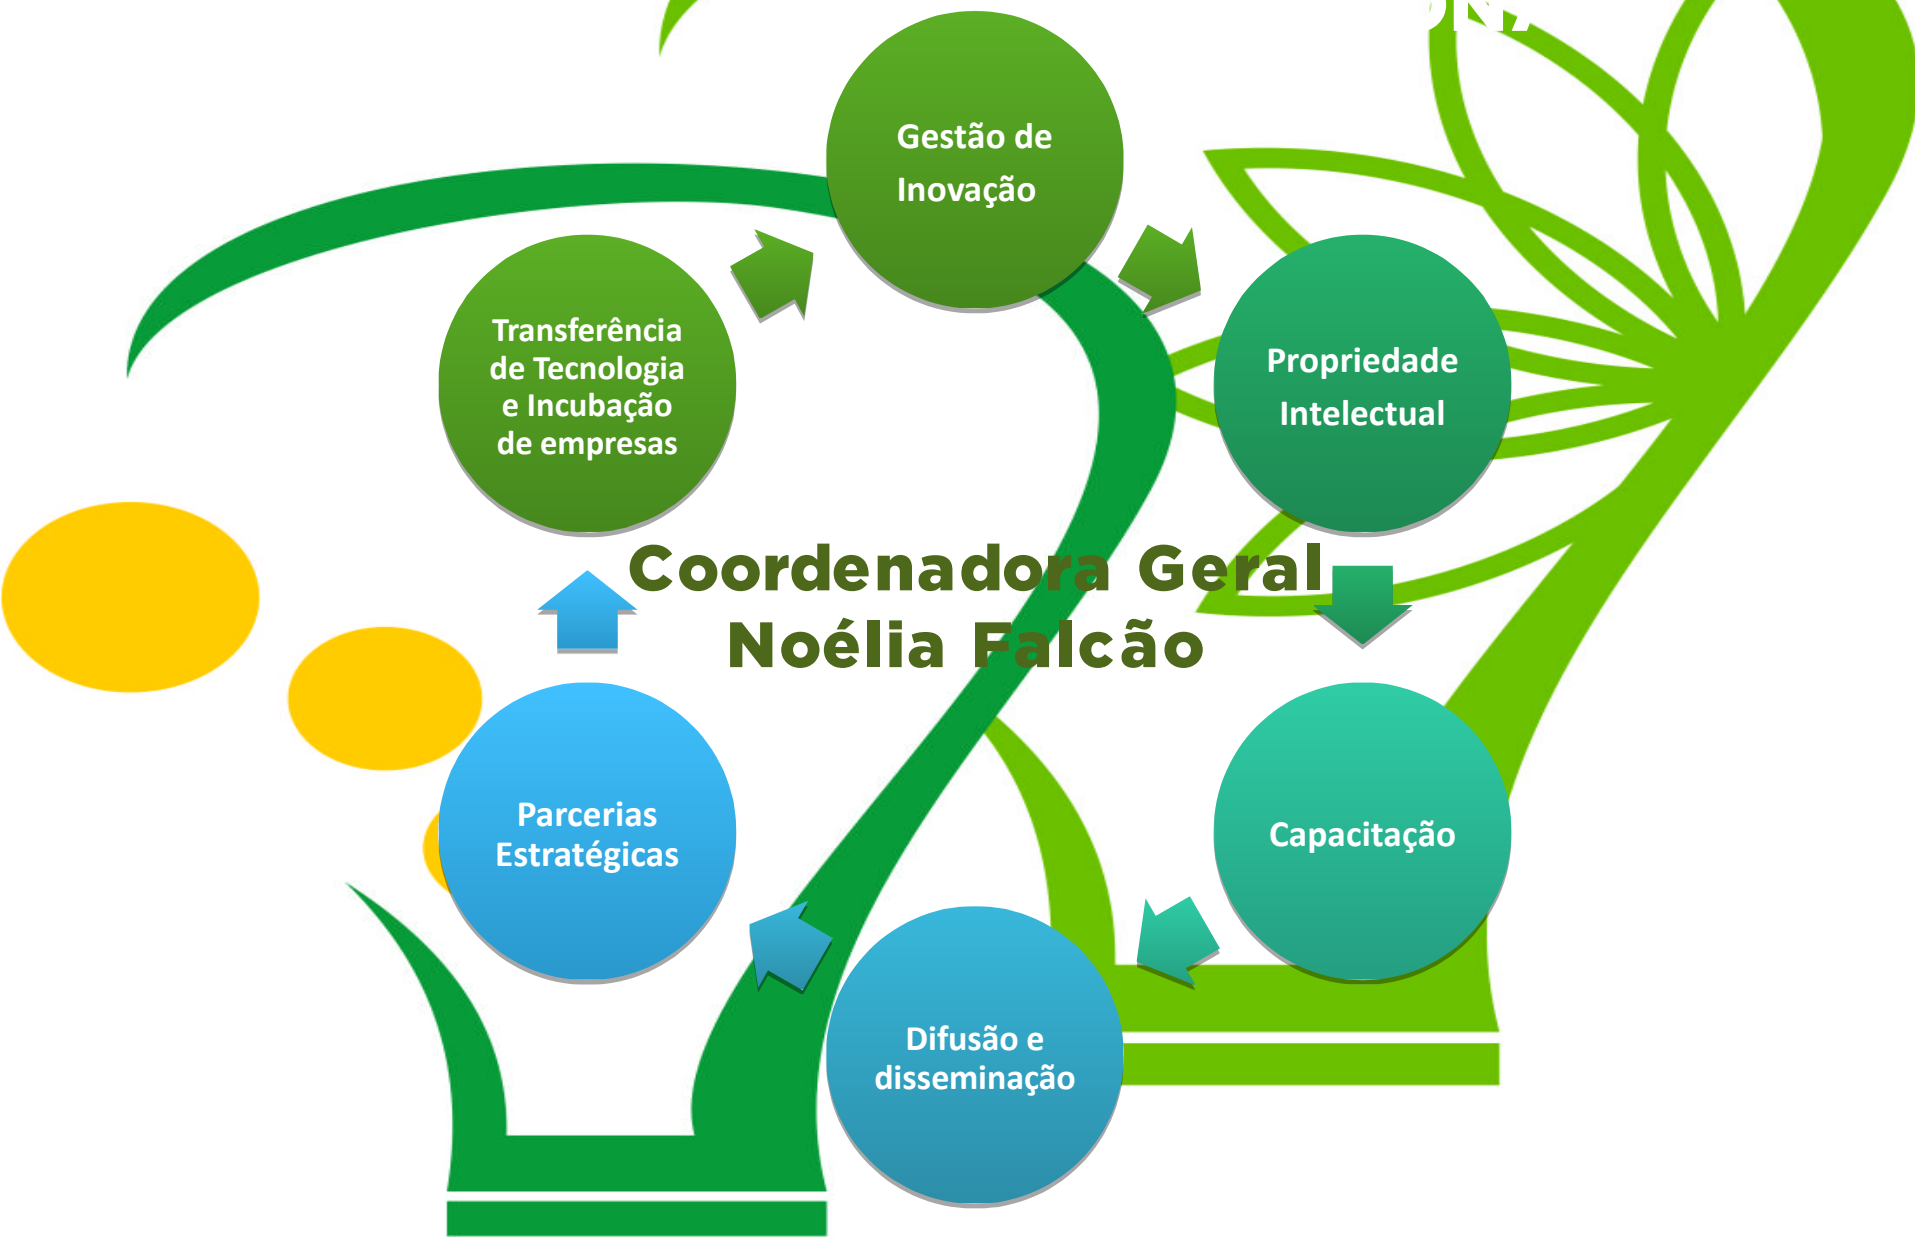 Gestão de
Inovação
Propriedade
Intelectual
Capacitação
Difusão e
disseminação
Parcerias
Estratégicas
Transferência
de Tecnologia
e Incubação
de empresas
Coordenadora Geral
Noélia Falcão